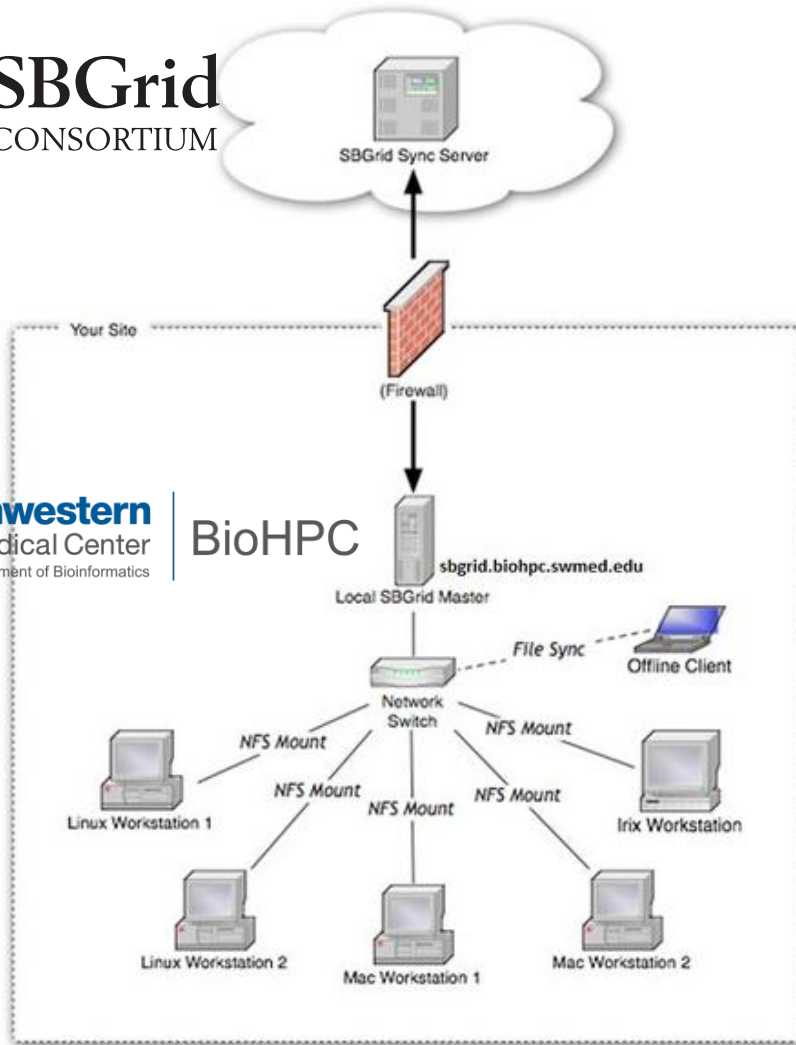 SBGrid
CONSORTIUM
SBGrid Sync Server
Your Site
(Firewall)
BioHPC
sbgrid.biohpc.swmed.edu
Local SBGrid Master
File Sync
Offline Client
Network
Switch
NFS Mount
NFS Mount
NFS Mount
NFS Mount
NFS Mount
Linux Workstation 1
Irix Workstation
Linux Workstation 2
Mac Workstation 1
Mac Workstation 2
western
dical Center
ment of Bioinformatics